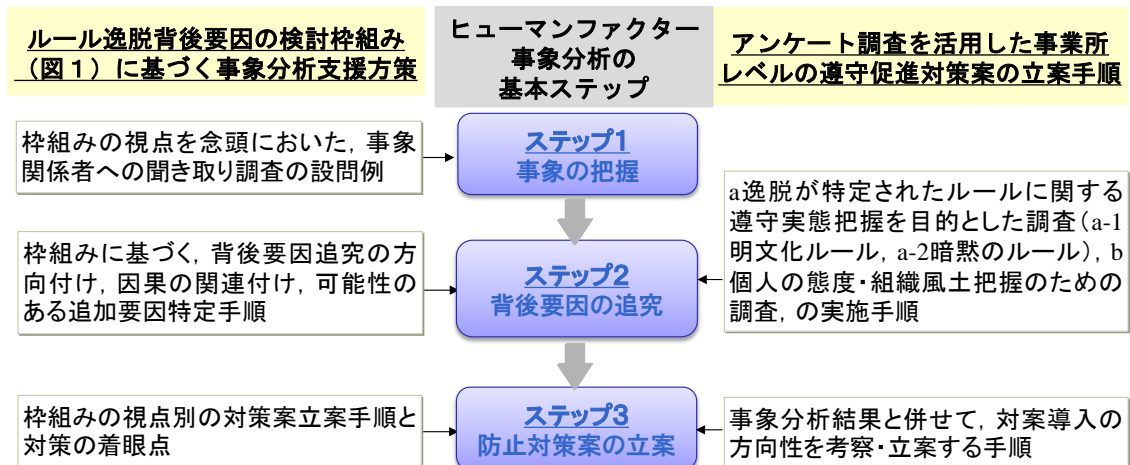 ルール逸脱背後要因の検討枠組み
（図１）に基づく事象分析支援方策
ヒューマンファクター
事象分析の
基本ステップ
アンケート調査を活用した事業所
レベルの遵守促進対策案の立案手順
枠組みの視点を念頭においた，事象
関係者への聞き取り調査の設問例
ステップ1
事象の把握
枠組みに基づく，背後要因追究の方
向付け，因果の関連付け，可能性の
ある追加要因特定手順
ステップ2
背後要因の追究
a逸脱が特定されたルールに関する
遵守実態把握を目的とした調査（a-1
明文化ルール，a-2暗黙のルール），b
個人の態度・組織風土把握のための
調査，の実施手順
枠組みの視点別の対策案立案手順と
対策の着眼点
ステップ3
防止対策案の立案
事象分析結果と併せて，対案導入の
方向性を考察・立案する手順